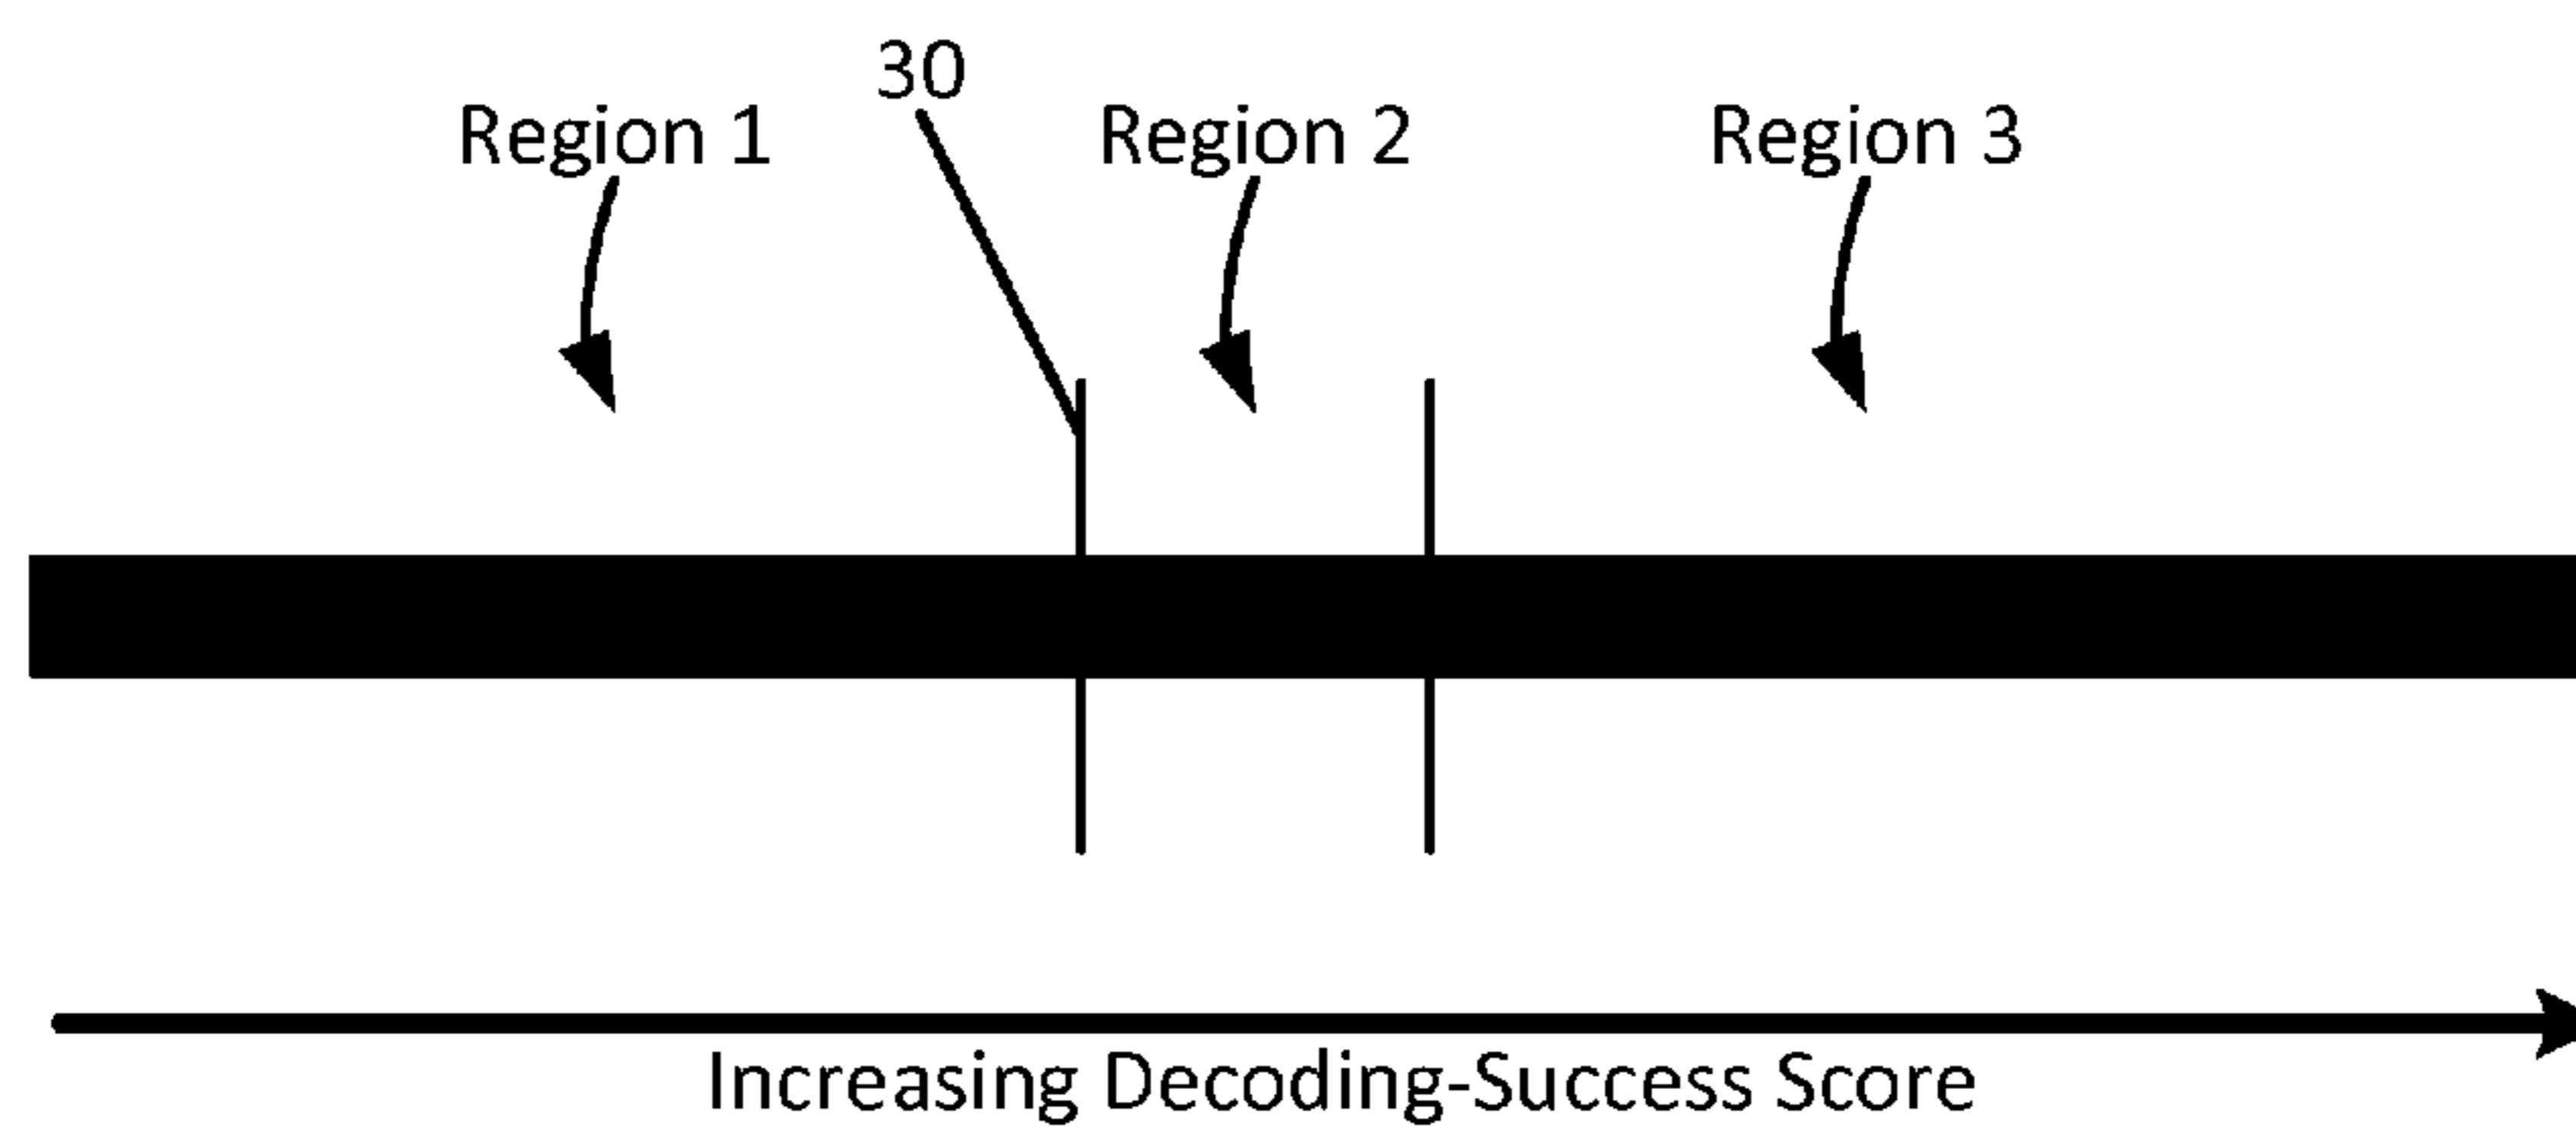 30
Region 1
Region 2
Region 3
Increasing Decoding-Success Score